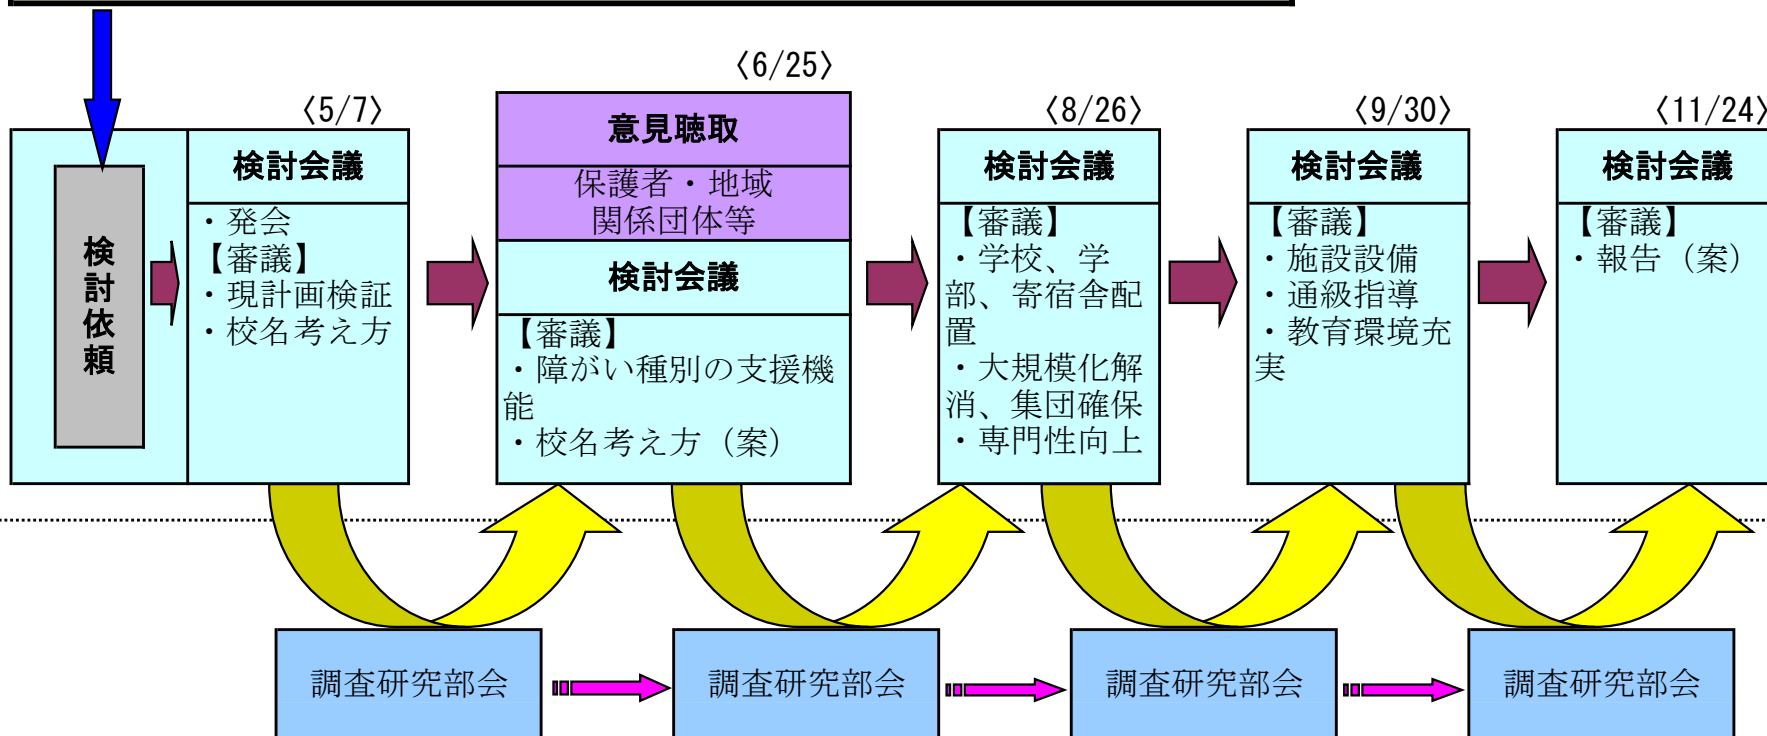 検討依頼
〈5/7〉
検討会議
・発会
【審議】
・現計画検証
・校名考え方
〈6/25〉
意見聴取
保護者・地域
関係団体等
検討会議
【審議】
・障がい種別の支援機
能
・校名考え方（案）
〈8/26〉
検討会議
【審議】
・学校、学
部、寄宿舎配
置
・大規模化解
消、集団確保
・専門性向上
〈9/30〉
検討会議
【審議】
・施設設備
・通級指導
・教育環境充
実
〈11/24〉
検討会議
【審議】
・報告（案）
調査研究部会
調査研究部会
調査研究部会
調査研究部会